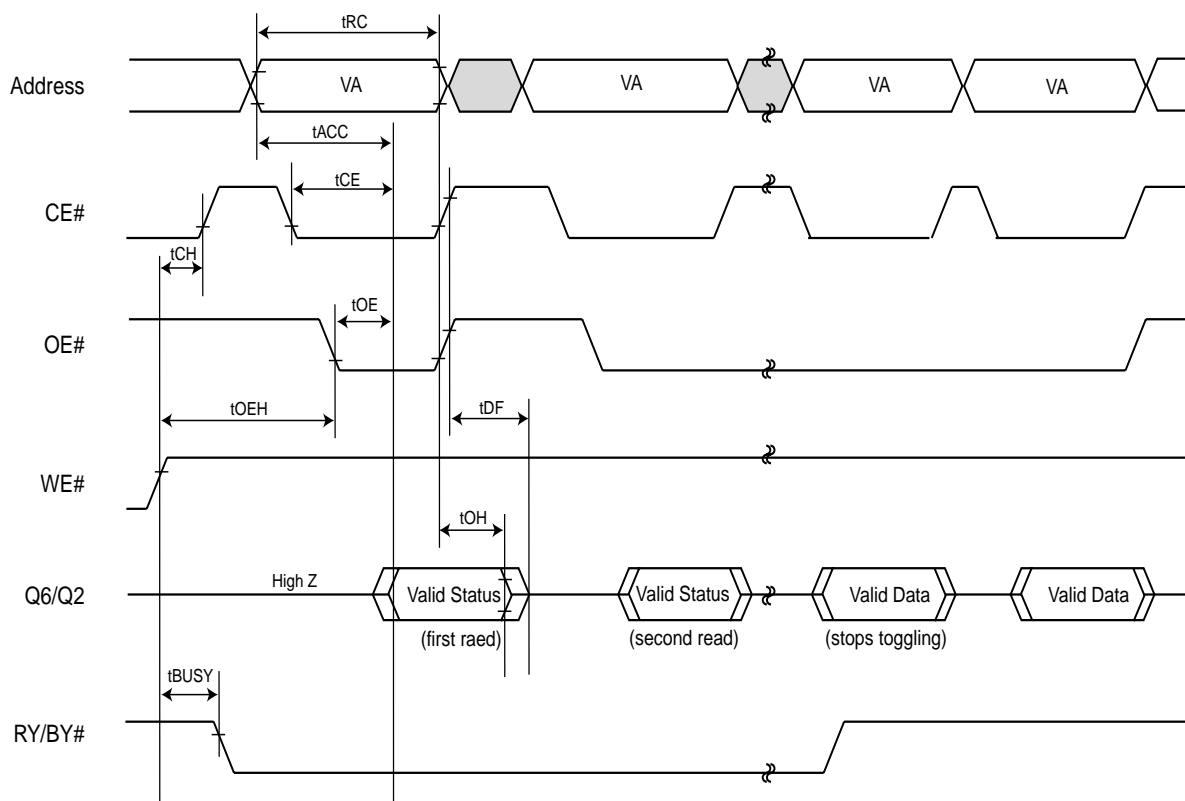 tRC
Address
VA
VA
VA
VA
tACC
tCE
CE#
tCH
tOE
OE#
tDF
tOEH
WE#
tOH
High Z
Q6/Q2
Valid Status
Valid Status
Valid Data
Valid Data
(first raed)
(second read)
(stops toggling)
tBUSY
RY/BY#